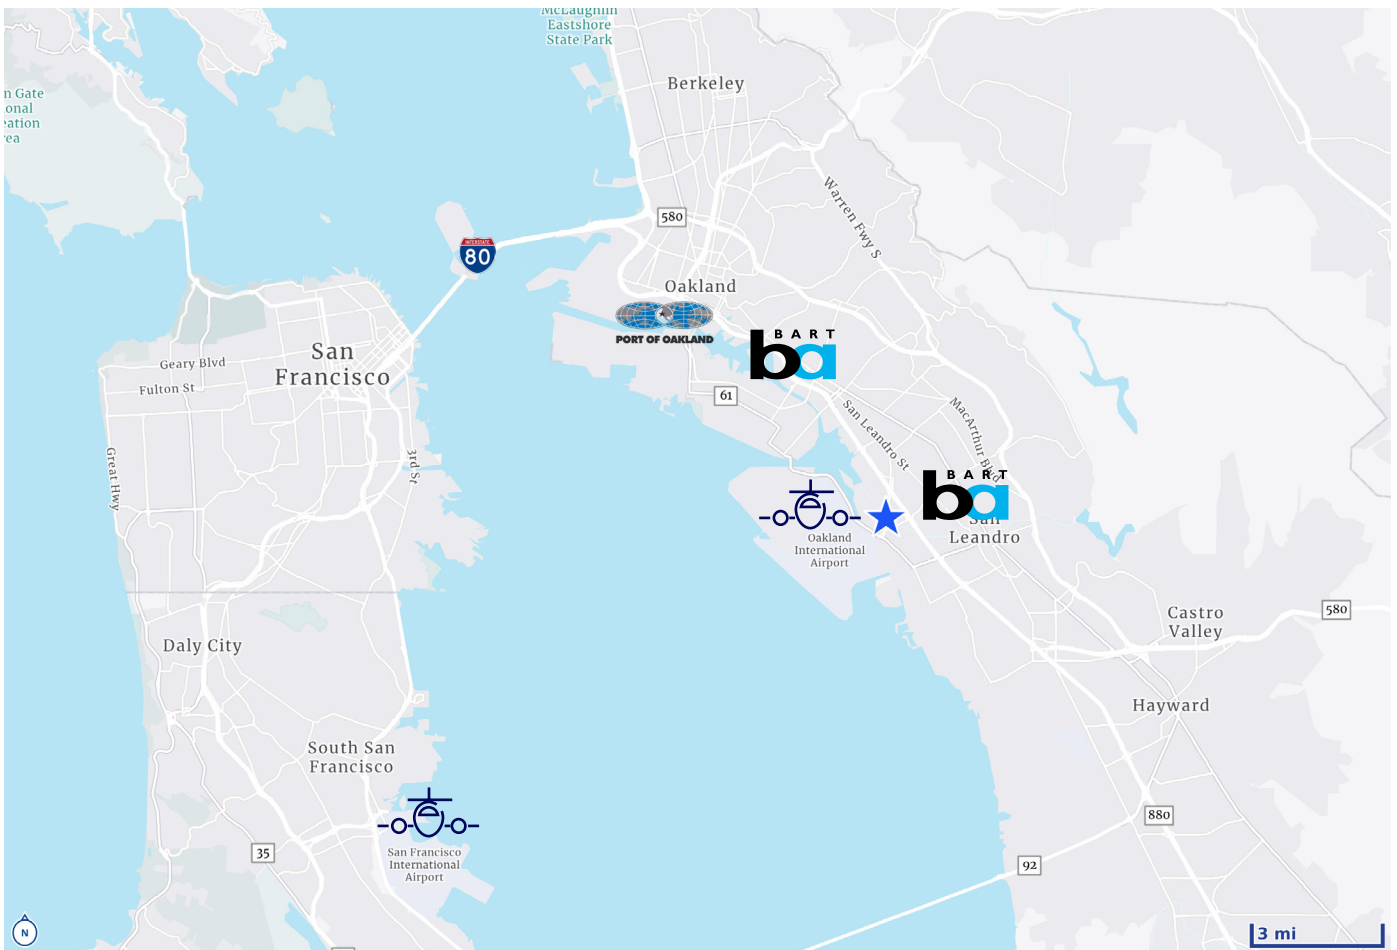 McLaughlin
Eastshore
State Park
n Gate
onal
eation
rea
Berkeley
Warren Fwy S
580
INTERSTATE
80
Oakland
PORT OF OAKLAND
BART
ba
San
Francisco
Geary Blvd
Fulton St
61
San Leandro St
MacArthur Blvd
Great Hwy
3rd St
BART
ba
San
Leandro
Oakland
International
Airport
Castro
Valley
580
Daly City
Hayward
South San
Francisco
880
San Francisco
International
Airport
35
92
N
3 mi